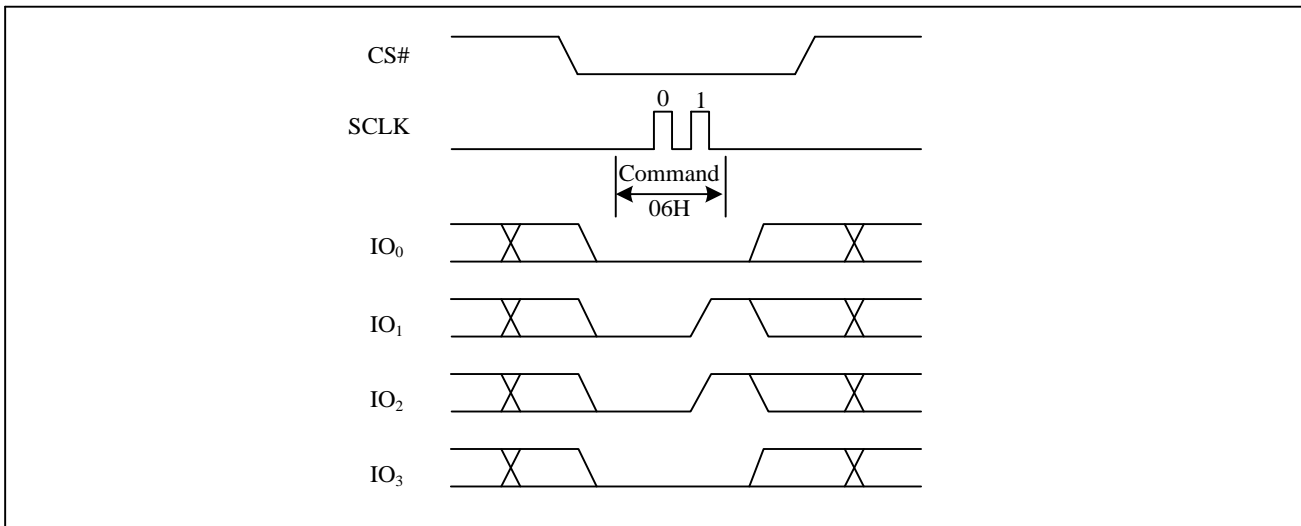 CS#
0 1
SCLK
Command
06H
IO₀
IO₁
IO₂
IO₃